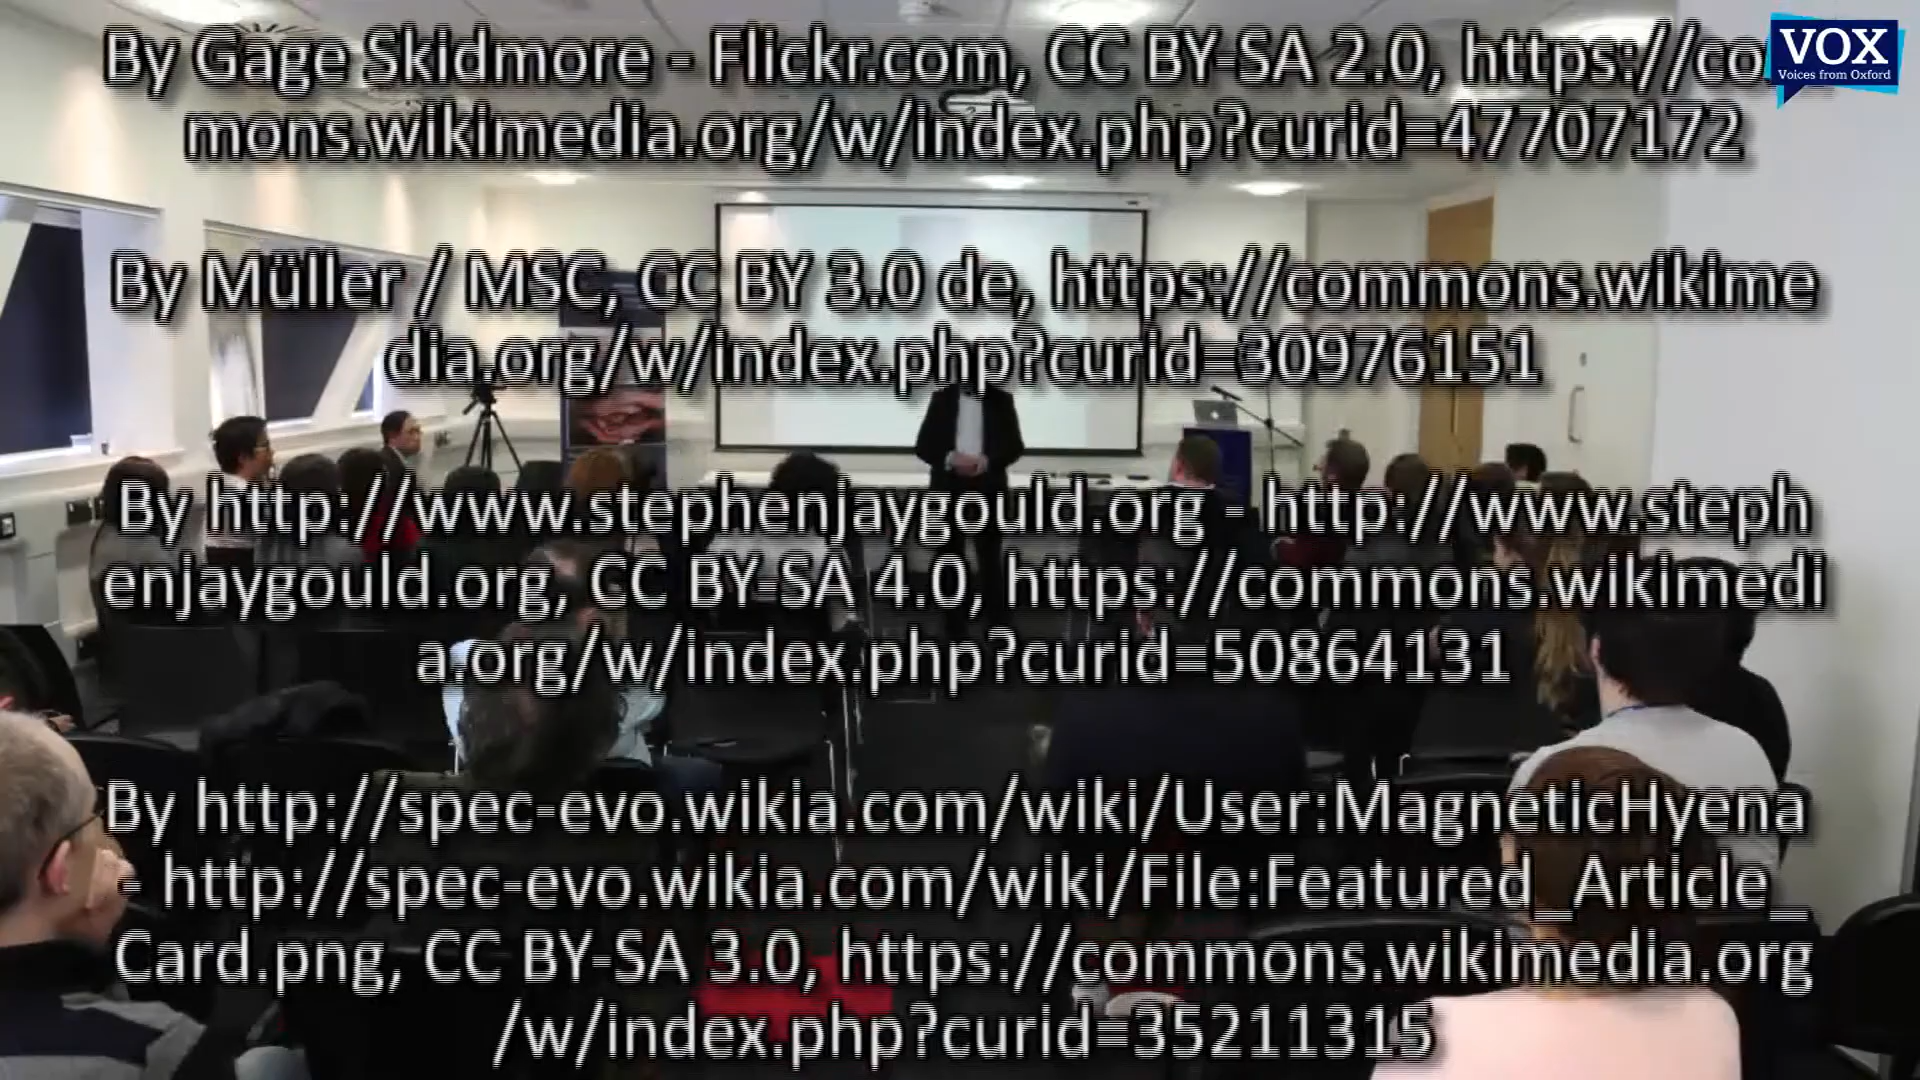 By Gage Skidmore - Flickr.com, CC BY-SA 2.0, https://co
mons.wikimedia.org/w/index.php?curid=47707172
VOX
Voices from Oxford
By Müller / MSC, CC BY 3.0 de, https://commons.wikime
dia.org/w/index.php?curid=30976151
By http://www.stephenjaygould.org - http://www.steph
enjaygould.org, CC BY-SA 4.0, https://commons.wikimedi
a.org/w/index.php?curid=50864131
By http://spec-evo.wikia.com/wiki/User:MagneticHyena
- http://spec-evo.wikia.com/wiki/File:Featured_Article_
Card.png, CC BY-SA 3.0, https://commons.wikimedia.org
/w/index.php?curid=35211315